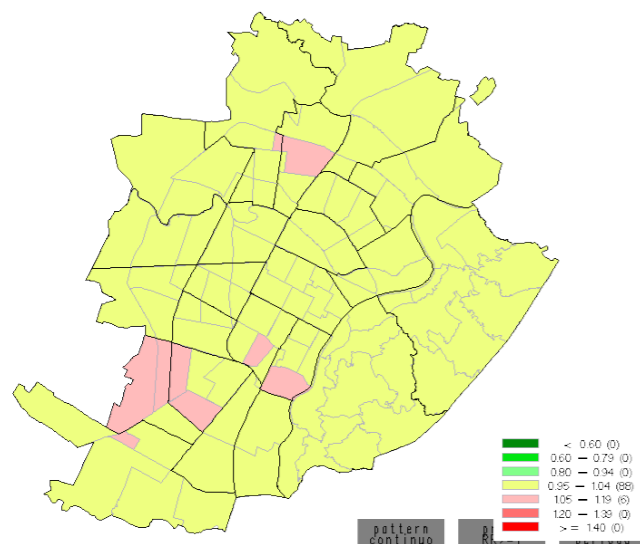 < 0.60 (0)
0.60 – 0.79 (0)
0.80 – 0.94 (0)
0.95 – 1.04 (88)
1.05 – 1.19 (6)
1.20 – 1.39 (0)
>= 1.40 (0)
pattern
continuo